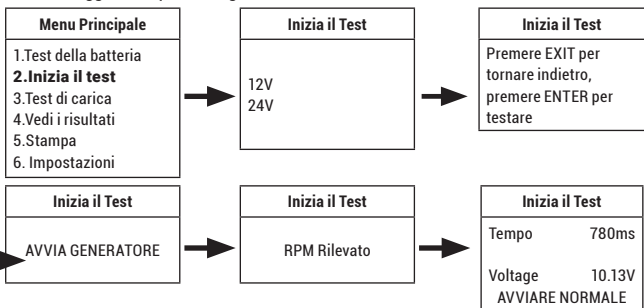 Menu Principale
1.Test della batteria
2.Inizia il test
3.Test di carica
4.Vedi i risultati
5.Stampa
6. Impostazioni
Inizia il Test
12V
24V
Inizia il Test
Premere EXIT per
tornare indietro,
premere ENTER per
testare
Inizia il Test
AVVIA GENERATORE
Inizia il Test
RPM Rilevato
Inizia il Test
Tempo 780ms
Voltage 10.13V
AVVIARE NORMALE